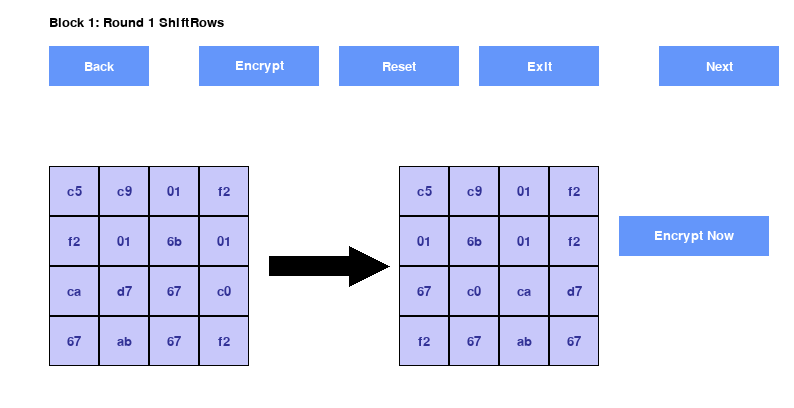 Block 1: Round 1 ShiftRows
Back Encrypt Reset Exit Next
c5 c9 01 f2 c5 c9 01 f2
f2 01 6b 01 01 6b 01 f2
Encrypt Now
ca d7 67 c0 67 c0 ca d7
67 ab 67 f2 f2 67 ab 67